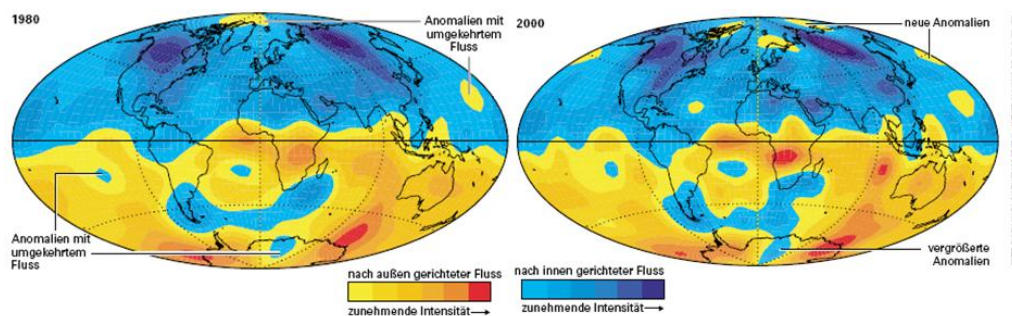 1980
Anomalien mit
umgekehrtem
Fluss
2000
neue Anomalien
Anomalien mit
umgekehrtem
Fluss
vergrößerte
Anomalien
nach außen gerichteter Fluss
zunehmende Intensität
nach innen gerichteter Fluss
zunehmende Intensität